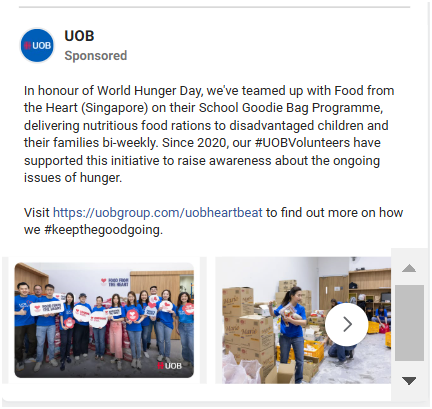 UOB
UOB
Sponsored
In honour of World Hunger Day, we've teamed up with Food from
the Heart (Singapore) on their School Goodie Bag Programme,
delivering nutritious food rations to disadvantaged children and
their families bi-weekly. Since 2020, our #UOBVolunteers have
supported this initiative to raise awareness about the ongoing
issues of hunger.
Visit https://uobgroup.com/uobheartbeat to find out more on how
we #keepthegoodgoing.
FOOD FROM
THE HEART
UOB